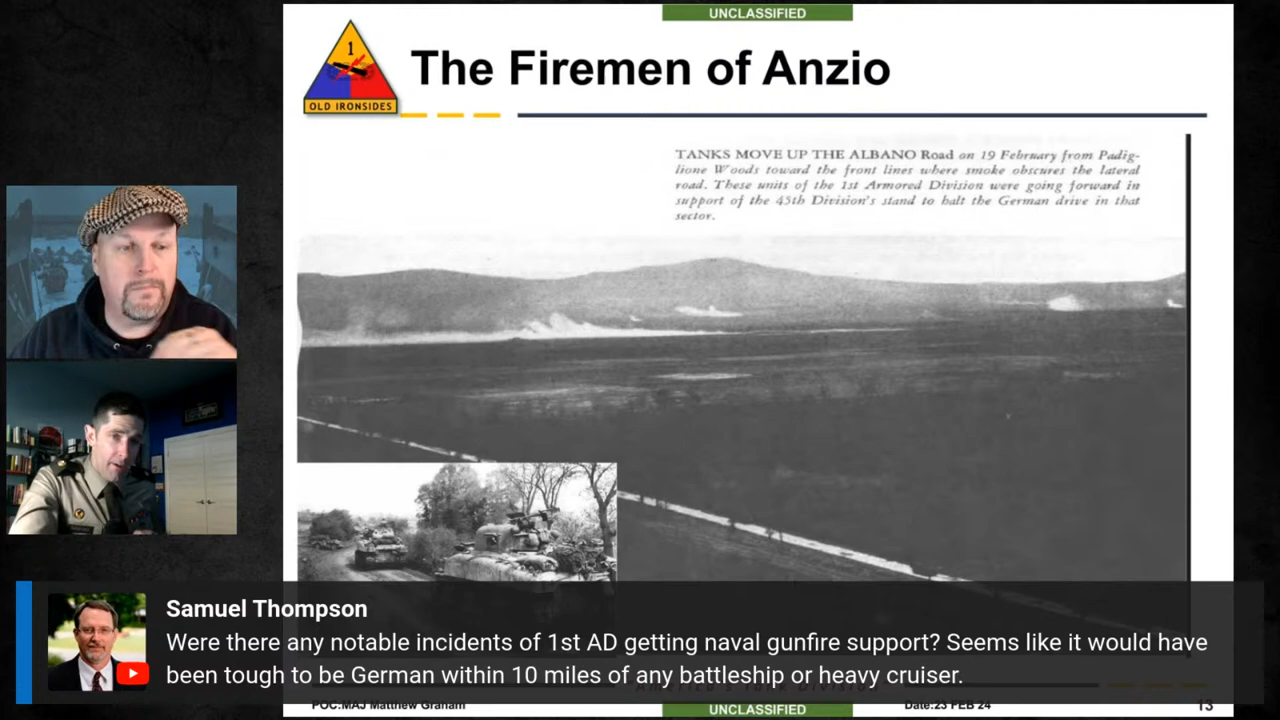 UNCLASSIFIED
1
OLD IRONSIDES
The Firemen of Anzio
TANKS MOVE UP THE ALBANO Road on 19 February from Padig-
lione Woods toward the front lines where smoke obscures the lateral
road. These units of the 1st Armored Division were going forward in
support of the 45th Division's stand to halt the German drive in that
sector.
Samuel Thompson
Were there any notable incidents of 1st AD getting naval gunfire support? Seems like it would have
been tough to be German within 10 miles of any battleship or heavy cruiser.
POC:MAJ Matthew Graham
UNCLASSIFIED
Date:23 FEB 24
13